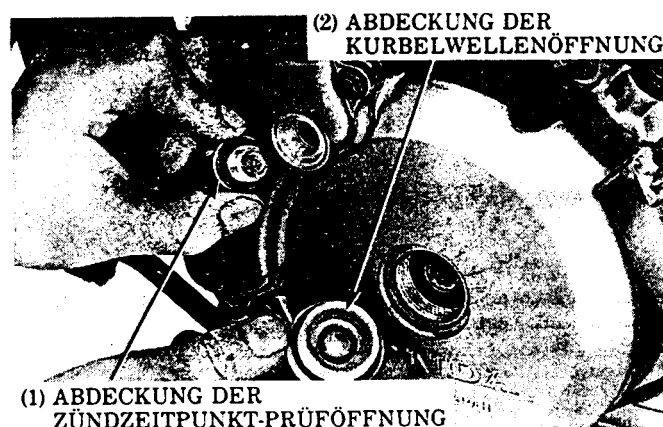 (2) ABDECKUNG DER
KURBELWELLENÖFFNUNG
(1) ABDECKUNG DER
ZÜNDZEITPUNKT-PRÜFÖFFNUNG